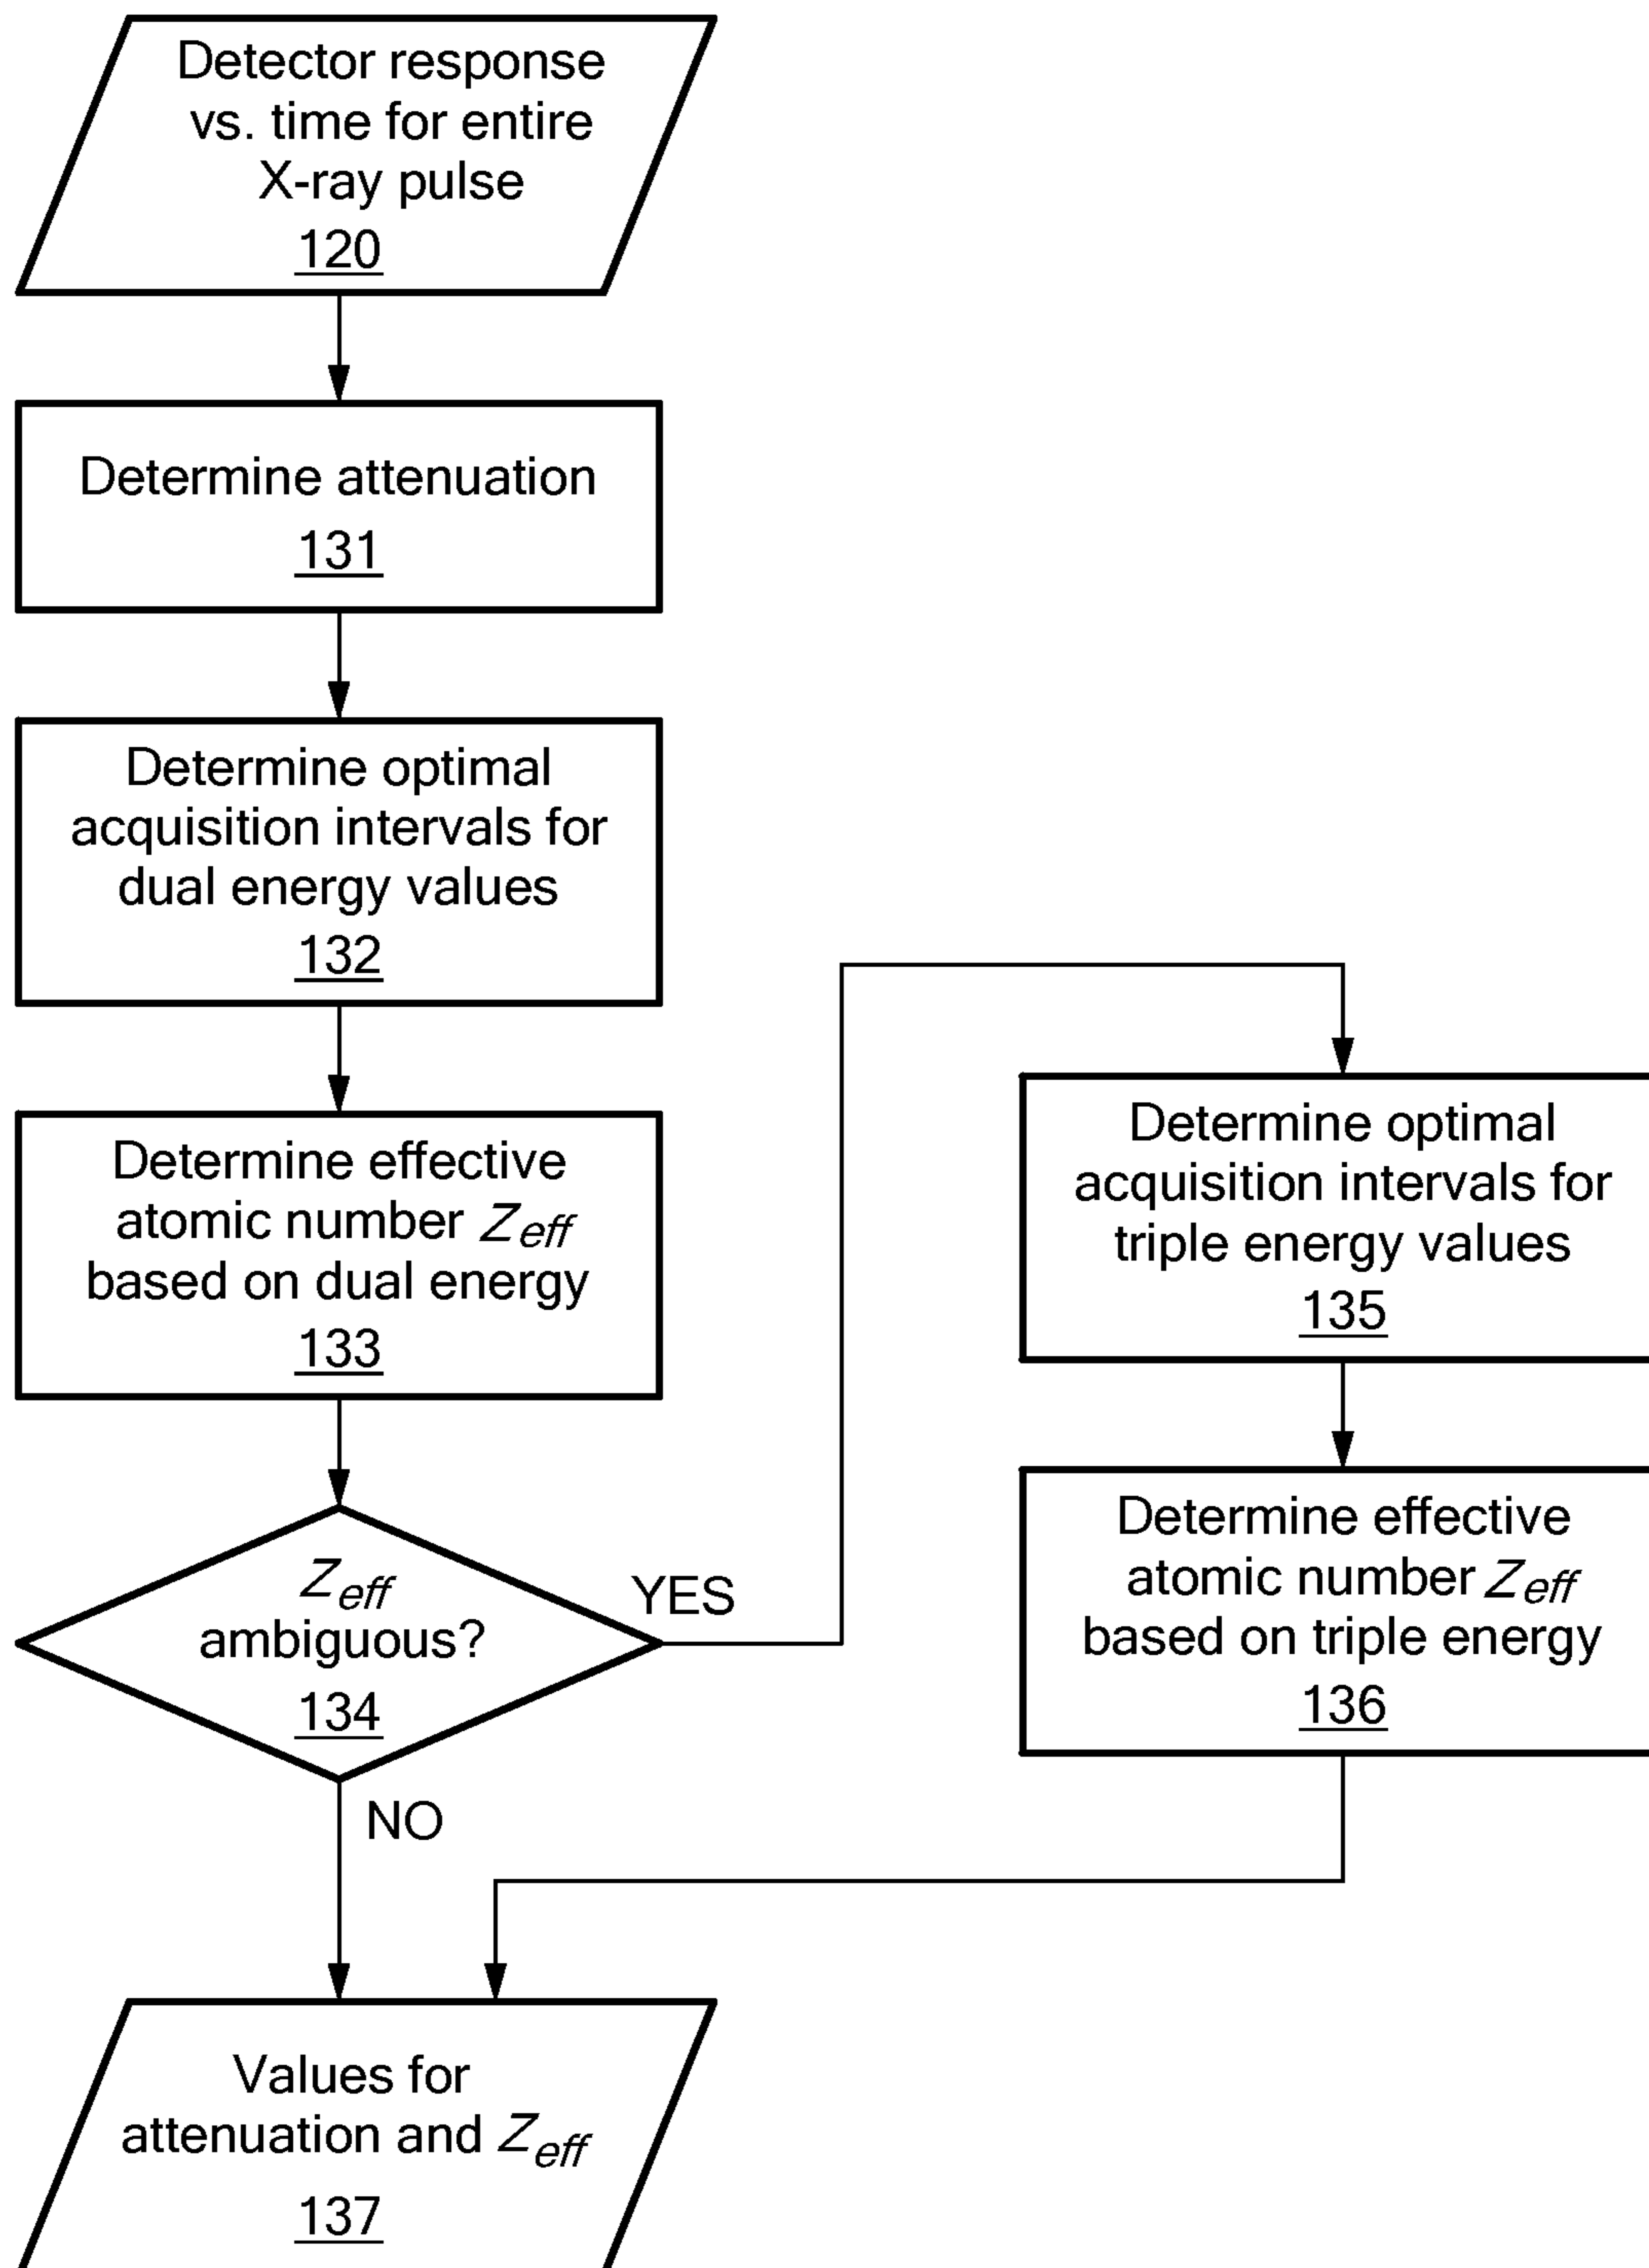 Detector response
vs. time for entire
X-ray pulse
120
Determine attenuation
131
Determine optimal
acquisition intervals for
dual energy values
132
Determine effective
atomic number Zeff
based on dual energy
133
Zeff
ambiguous?
134
YES
NO
Determine optimal
acquisition intervals for
triple energy values
135
Determine effective
atomic number Zeff
based on triple energy
136
Values for
attenuation and Zeff
137